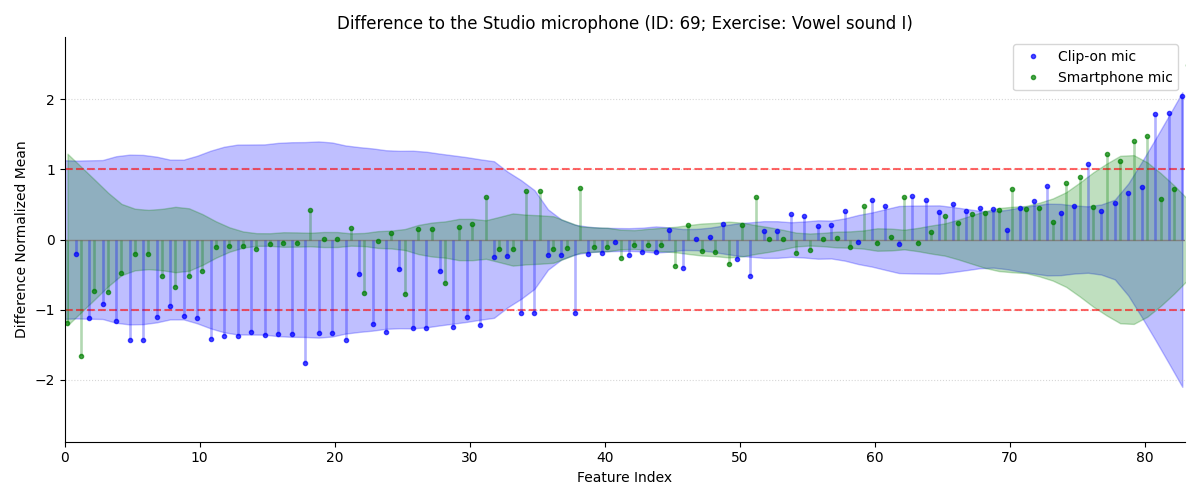 Difference to the Studio microphone (ID: 69; Exercise: Vowel sound I)
Clip-on mic
Smartphone mic
Difference Normalized Mean
2
1
0
−1
−2
0 10 20 30 40 50 60 70 80
Feature Index